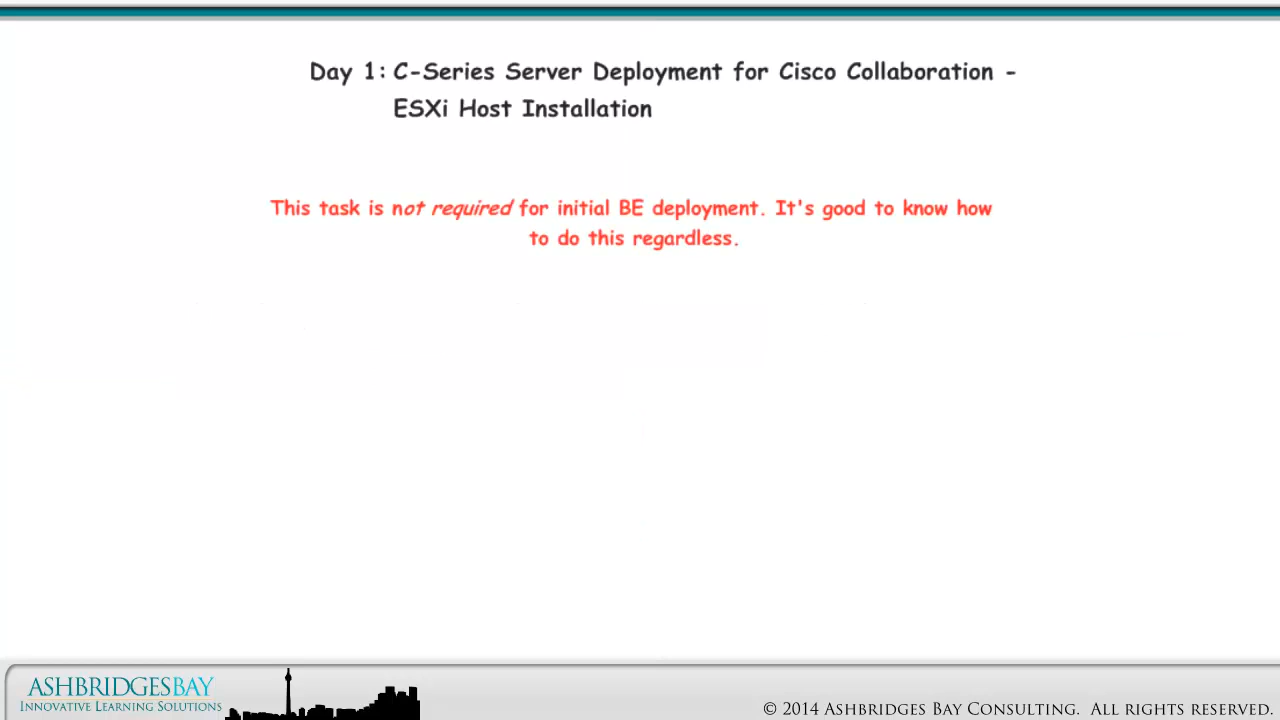 Day 1: C-Series Server Deployment for Cisco Collaboration -
ESXi Host Installation
This task is not required for initial BE deployment. It's good to know how
to do this regardless.
ASHBRIDGESBAY
INNOVATIVE LEARNING SOLUTIONS
© 2014 ASHBRIDGES BAY CONSULTING. ALL RIGHTS RESERVED.